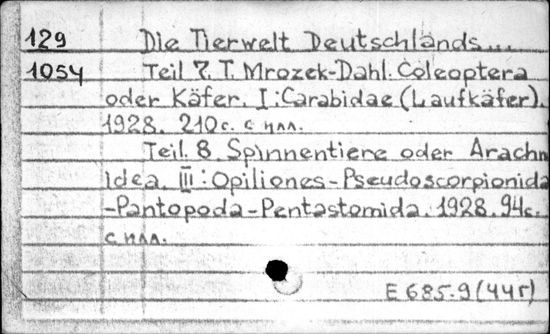 129 Die Tierwelt Deutschlands...
1054 Teil 7. T. Mrozek-Dahl. Coleoptera
oder Käfer. I: Carabidae (Laufkäfer).
1928. 210 с. с илл.
Teil. 8. Spinnentiere oder Arachn
idea. III: Opiliones-Pseudoscorpionida
-Pantopoda-Pentastomida. 1928. 94с.
с илл.
E 685-9 (44г)